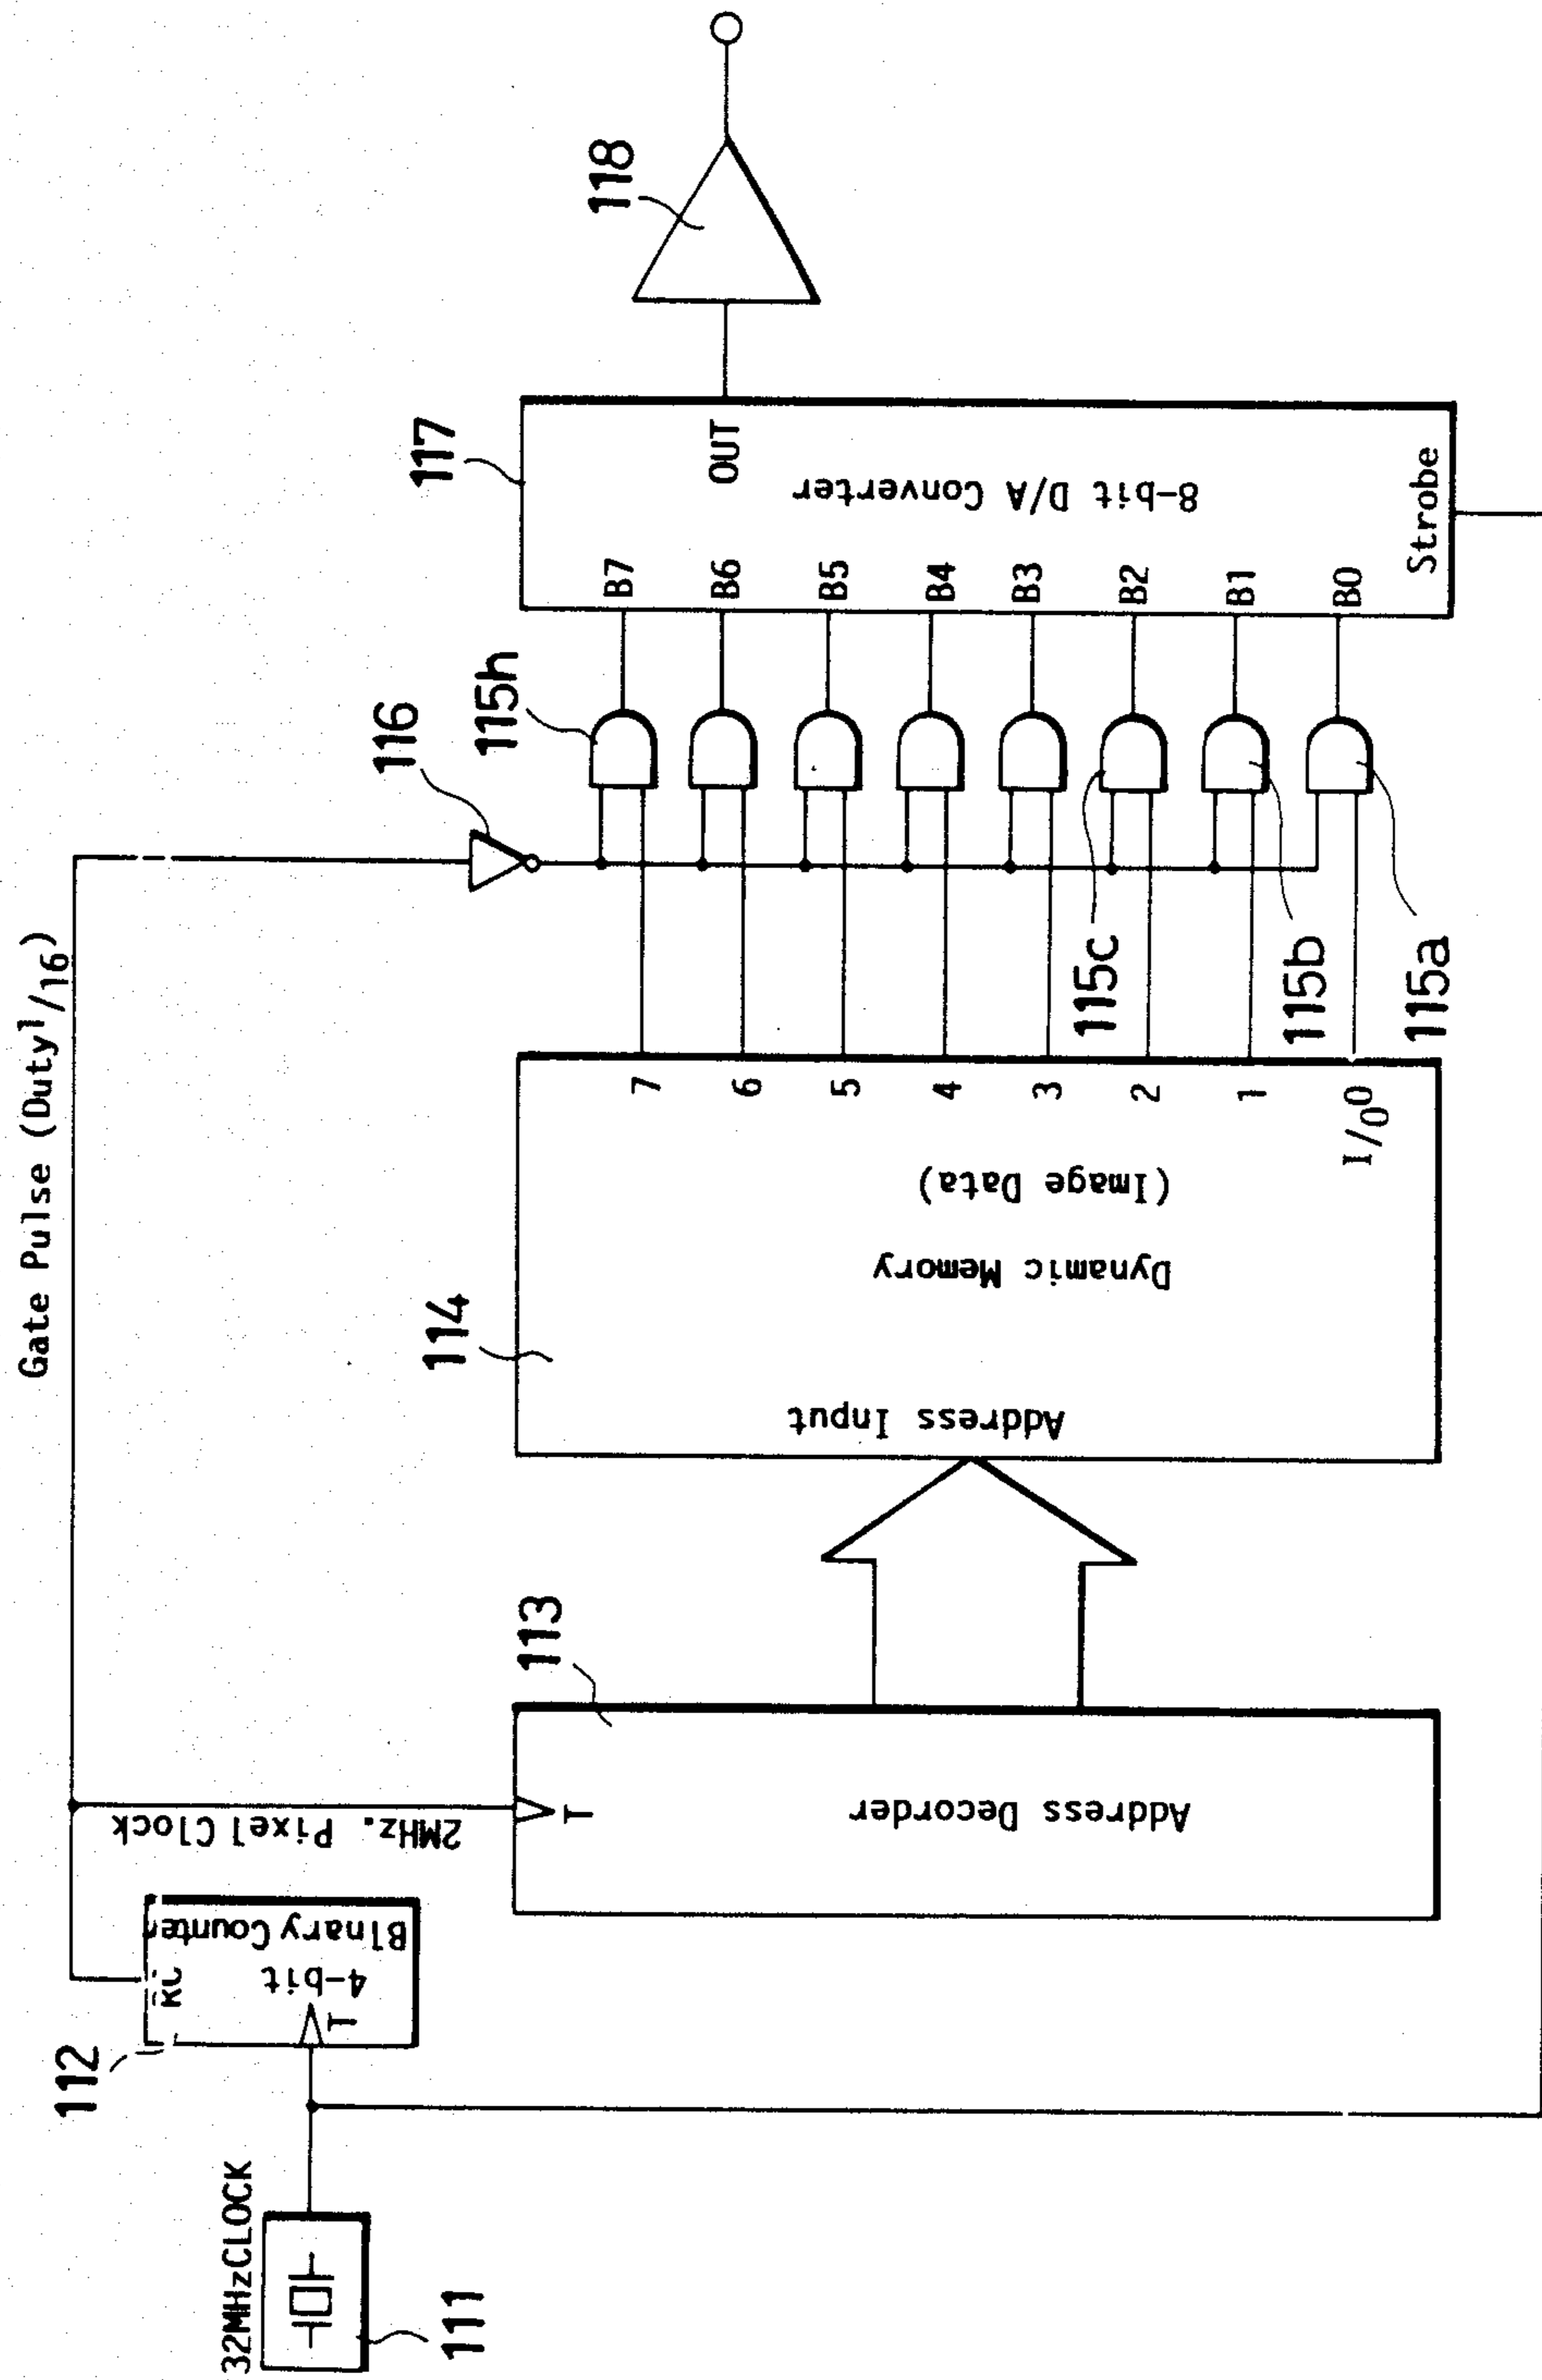 Gate Pulse (Duty 1/16)
32MHzCLOCK
111
112
RC
T
4-bit
Binary Counter
2MHz. Pixel Clock
113
T
Address Decorder
114
Address Input
Dynamic Memory
(Image Data)
7
6
5
4
3
2
1
I/O0
116
115h
115c
115b
115a
117
B7
B6
B5
B4
B3
B2
B1
B0
OUT
8-bit D/A Converter
Strobe
118